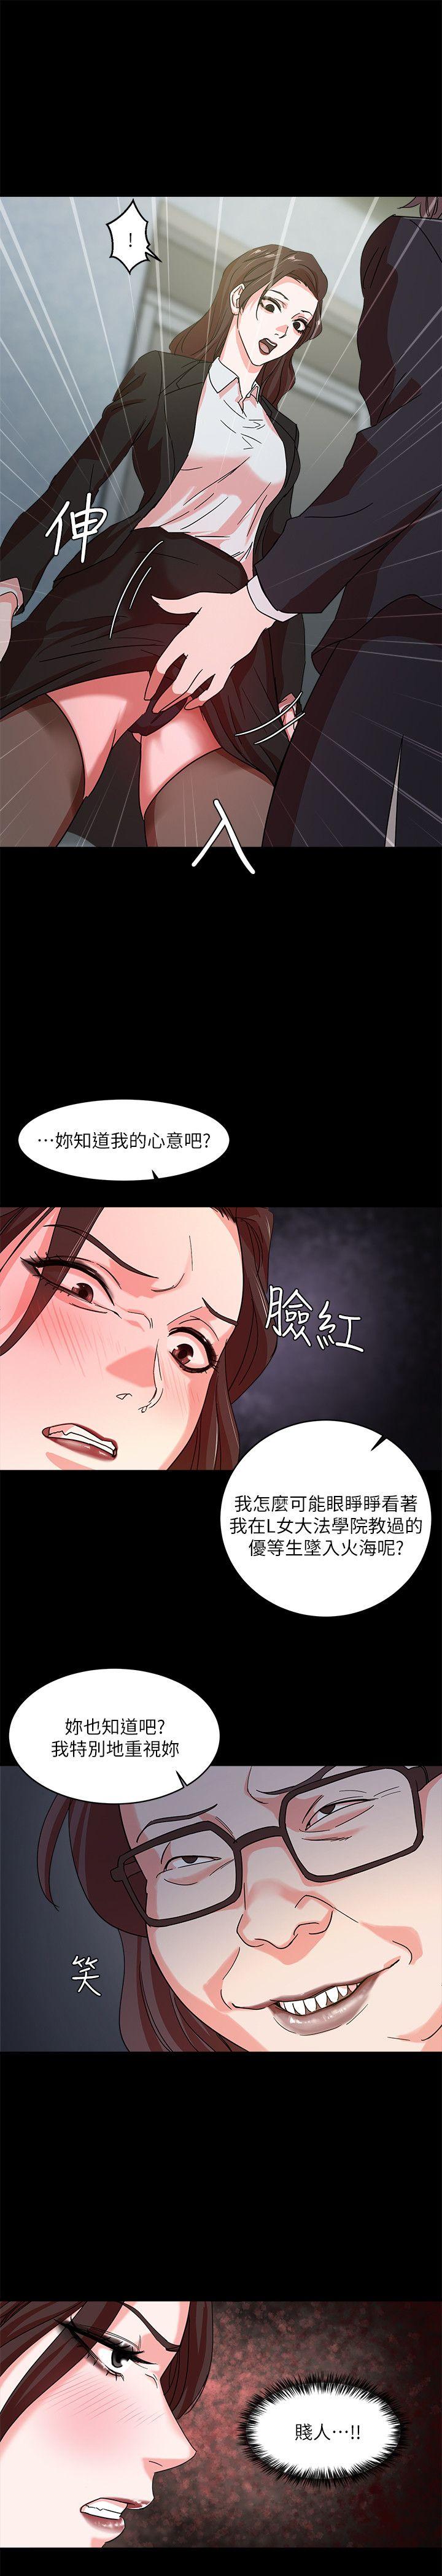 !
伸
入
…妳知道我的心意吧?
臉紅
我怎麼可能眼睜睜看著
我在L女大法學院教過的
優等生墜入火海呢?
妳也知道吧?
我特別地重視妳
笑
賤人…!!